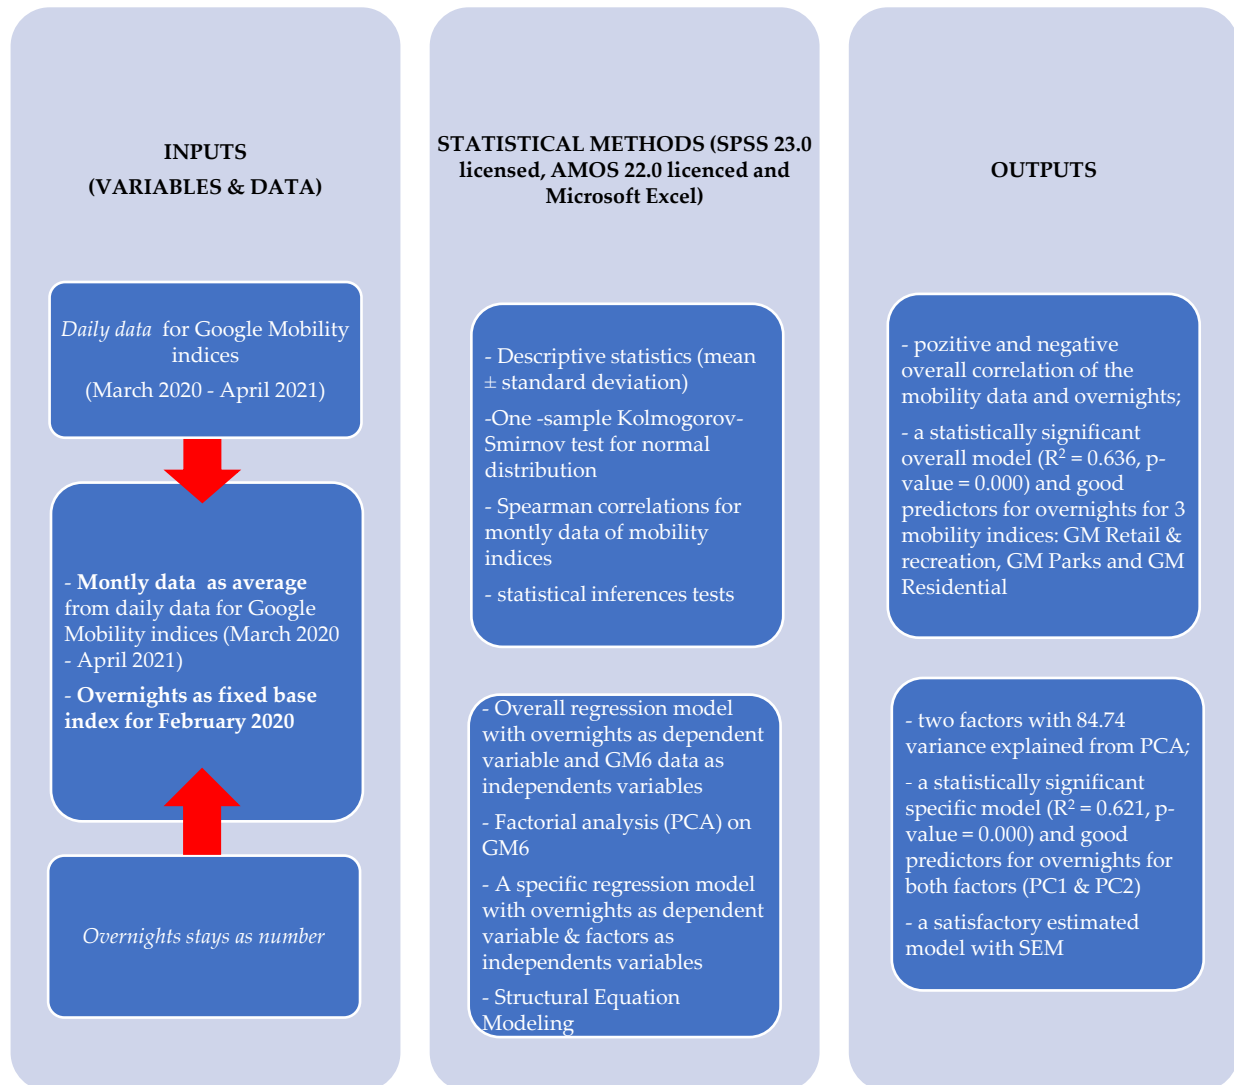 INPUTS
(VARIABLES & DATA)
Daily data for Google Mobility
indices
(March 2020 - April 2021)
- Montly data as average
from daily data for Google
Mobility indices (March 2020
- April 2021)
- Overnights as fixed base
index for February 2020
Overnights stays as number
STATISTICAL METHODS (SPSS 23.0
licensed, AMOS 22.0 licenced and
Microsoft Excel)
- Descriptive statistics (mean
± standard deviation)
-One -sample Kolmogorov-
Smirnov test for normal
distribution
- Spearman correlations for
montly data of mobility
indices
- statistical inferences tests
- Overall regression model
with overnights as dependent
variable and GM6 data as
independents variables
- Factorial analysis (PCA) on
GM6
- A specific regression model
with overnights as dependent
variable & factors as
independents variables
- Structural Equation
Modeling
OUTPUTS
- pozitive and negative
overall correlation of the
mobility data and overnights;
- a statistically significant
overall model (R² = 0.636, p-
value = 0.000) and good
predictors for overnights for 3
mobility indices: GM Retail &
recreation, GM Parks and GM
Residential
- two factors with 84.74
variance explained from PCA;
- a statistically significant
specific model (R² = 0.621, p-
value = 0.000) and good
predictors for overnights for
both factors (PC1 & PC2)
- a satisfactory estimated
model with SEM